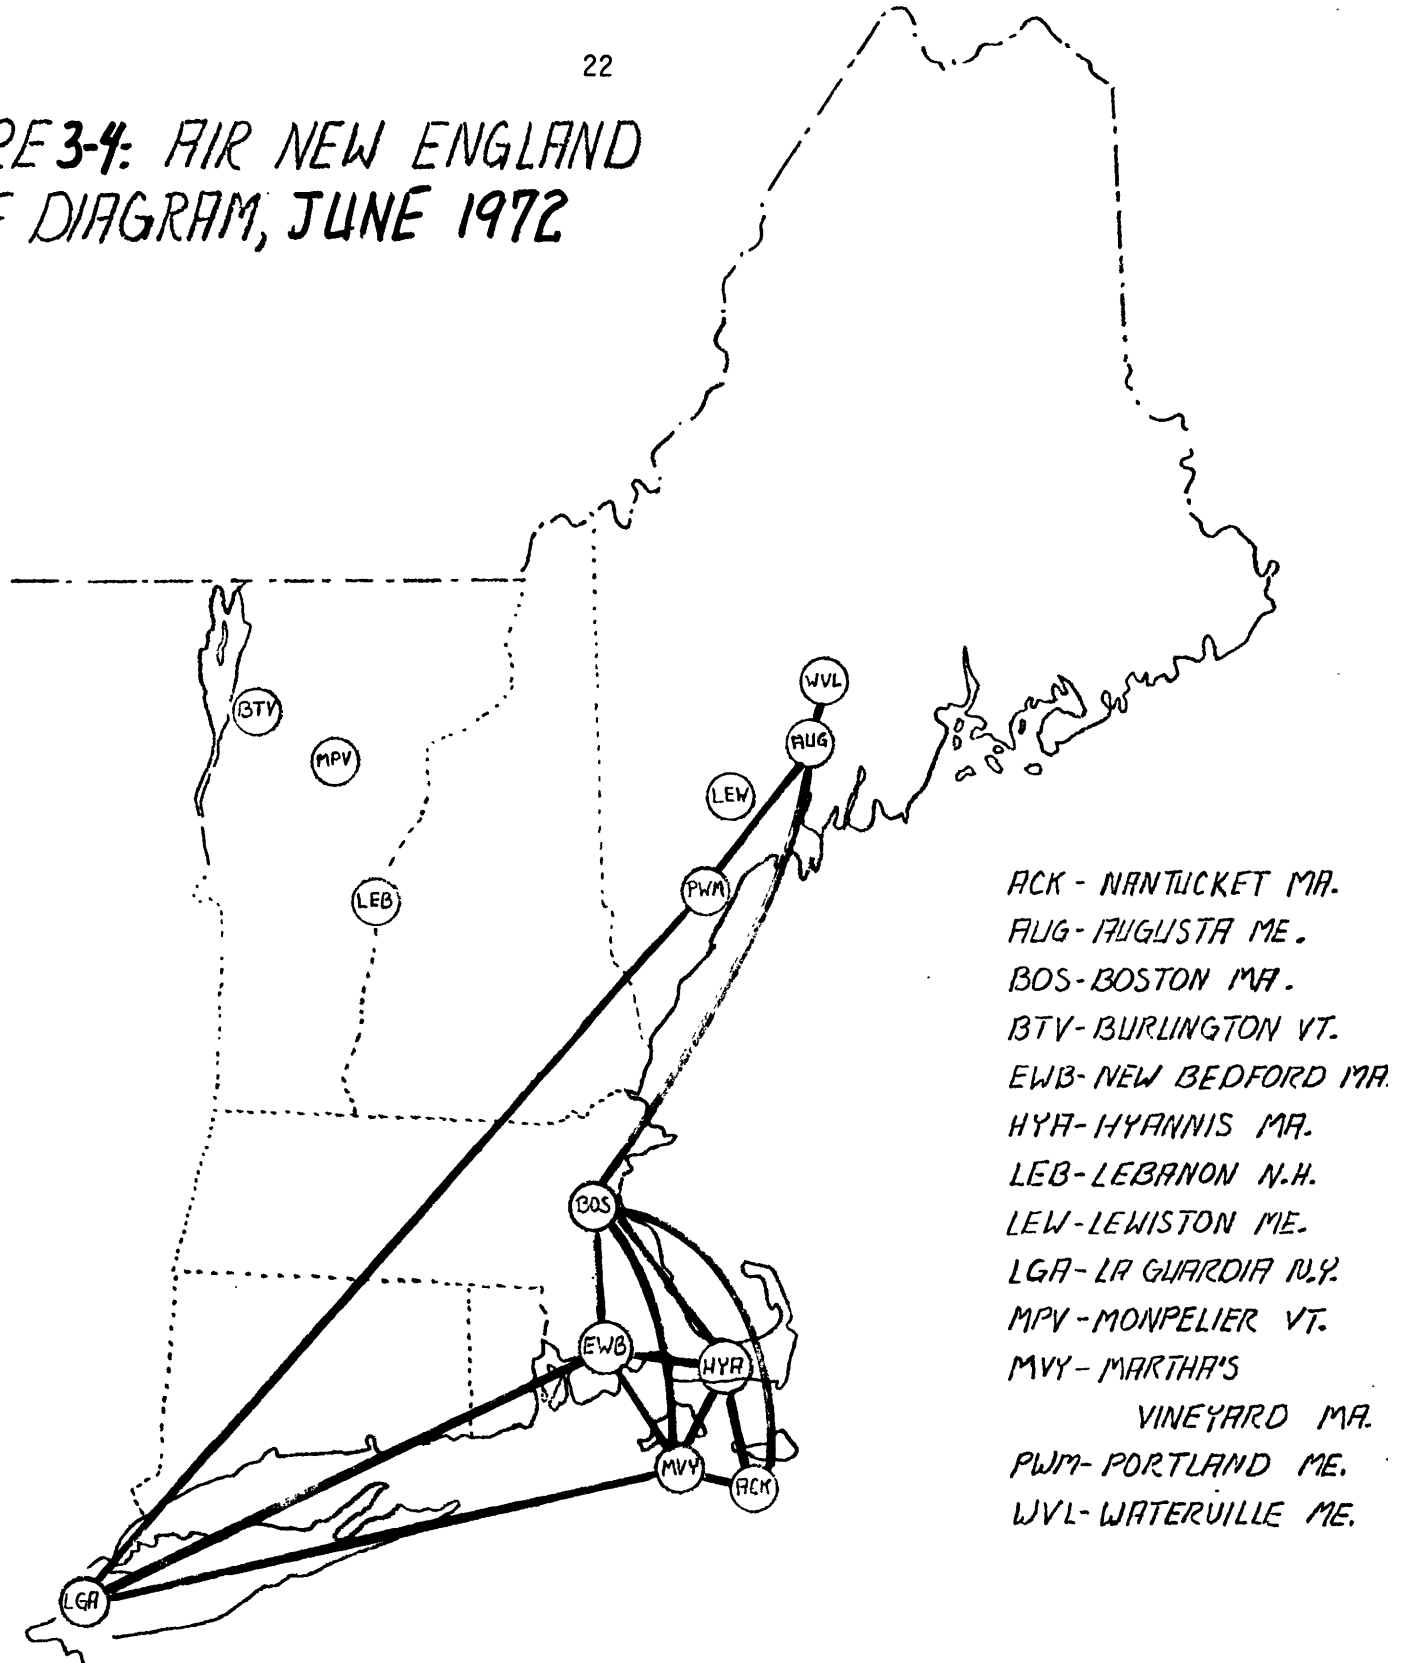 22
RE 3-4: AIR NEW ENGLAND
E DIAGRAM, JUNE 1972
WVL
BTV
AUG
MPV
LEW
PWM
LEB
BOS
EWB
HYA
MVY
ACK
LGA
ACK - NANTUCKET MA.
AUG - AUGUSTA ME.
BOS - BOSTON MA.
BTV - BURLINGTON VT.
EWB - NEW BEDFORD MA.
HYA - HYANNIS MA.
LEB - LEBANON N.H.
LEW - LEWISTON ME.
LGA - LA GUARDIA N.Y.
MPV - MONPELIER VT.
MVY - MARTHA'S
VINEYARD MA.
PWM - PORTLAND ME.
WVL - WATERVILLE ME.